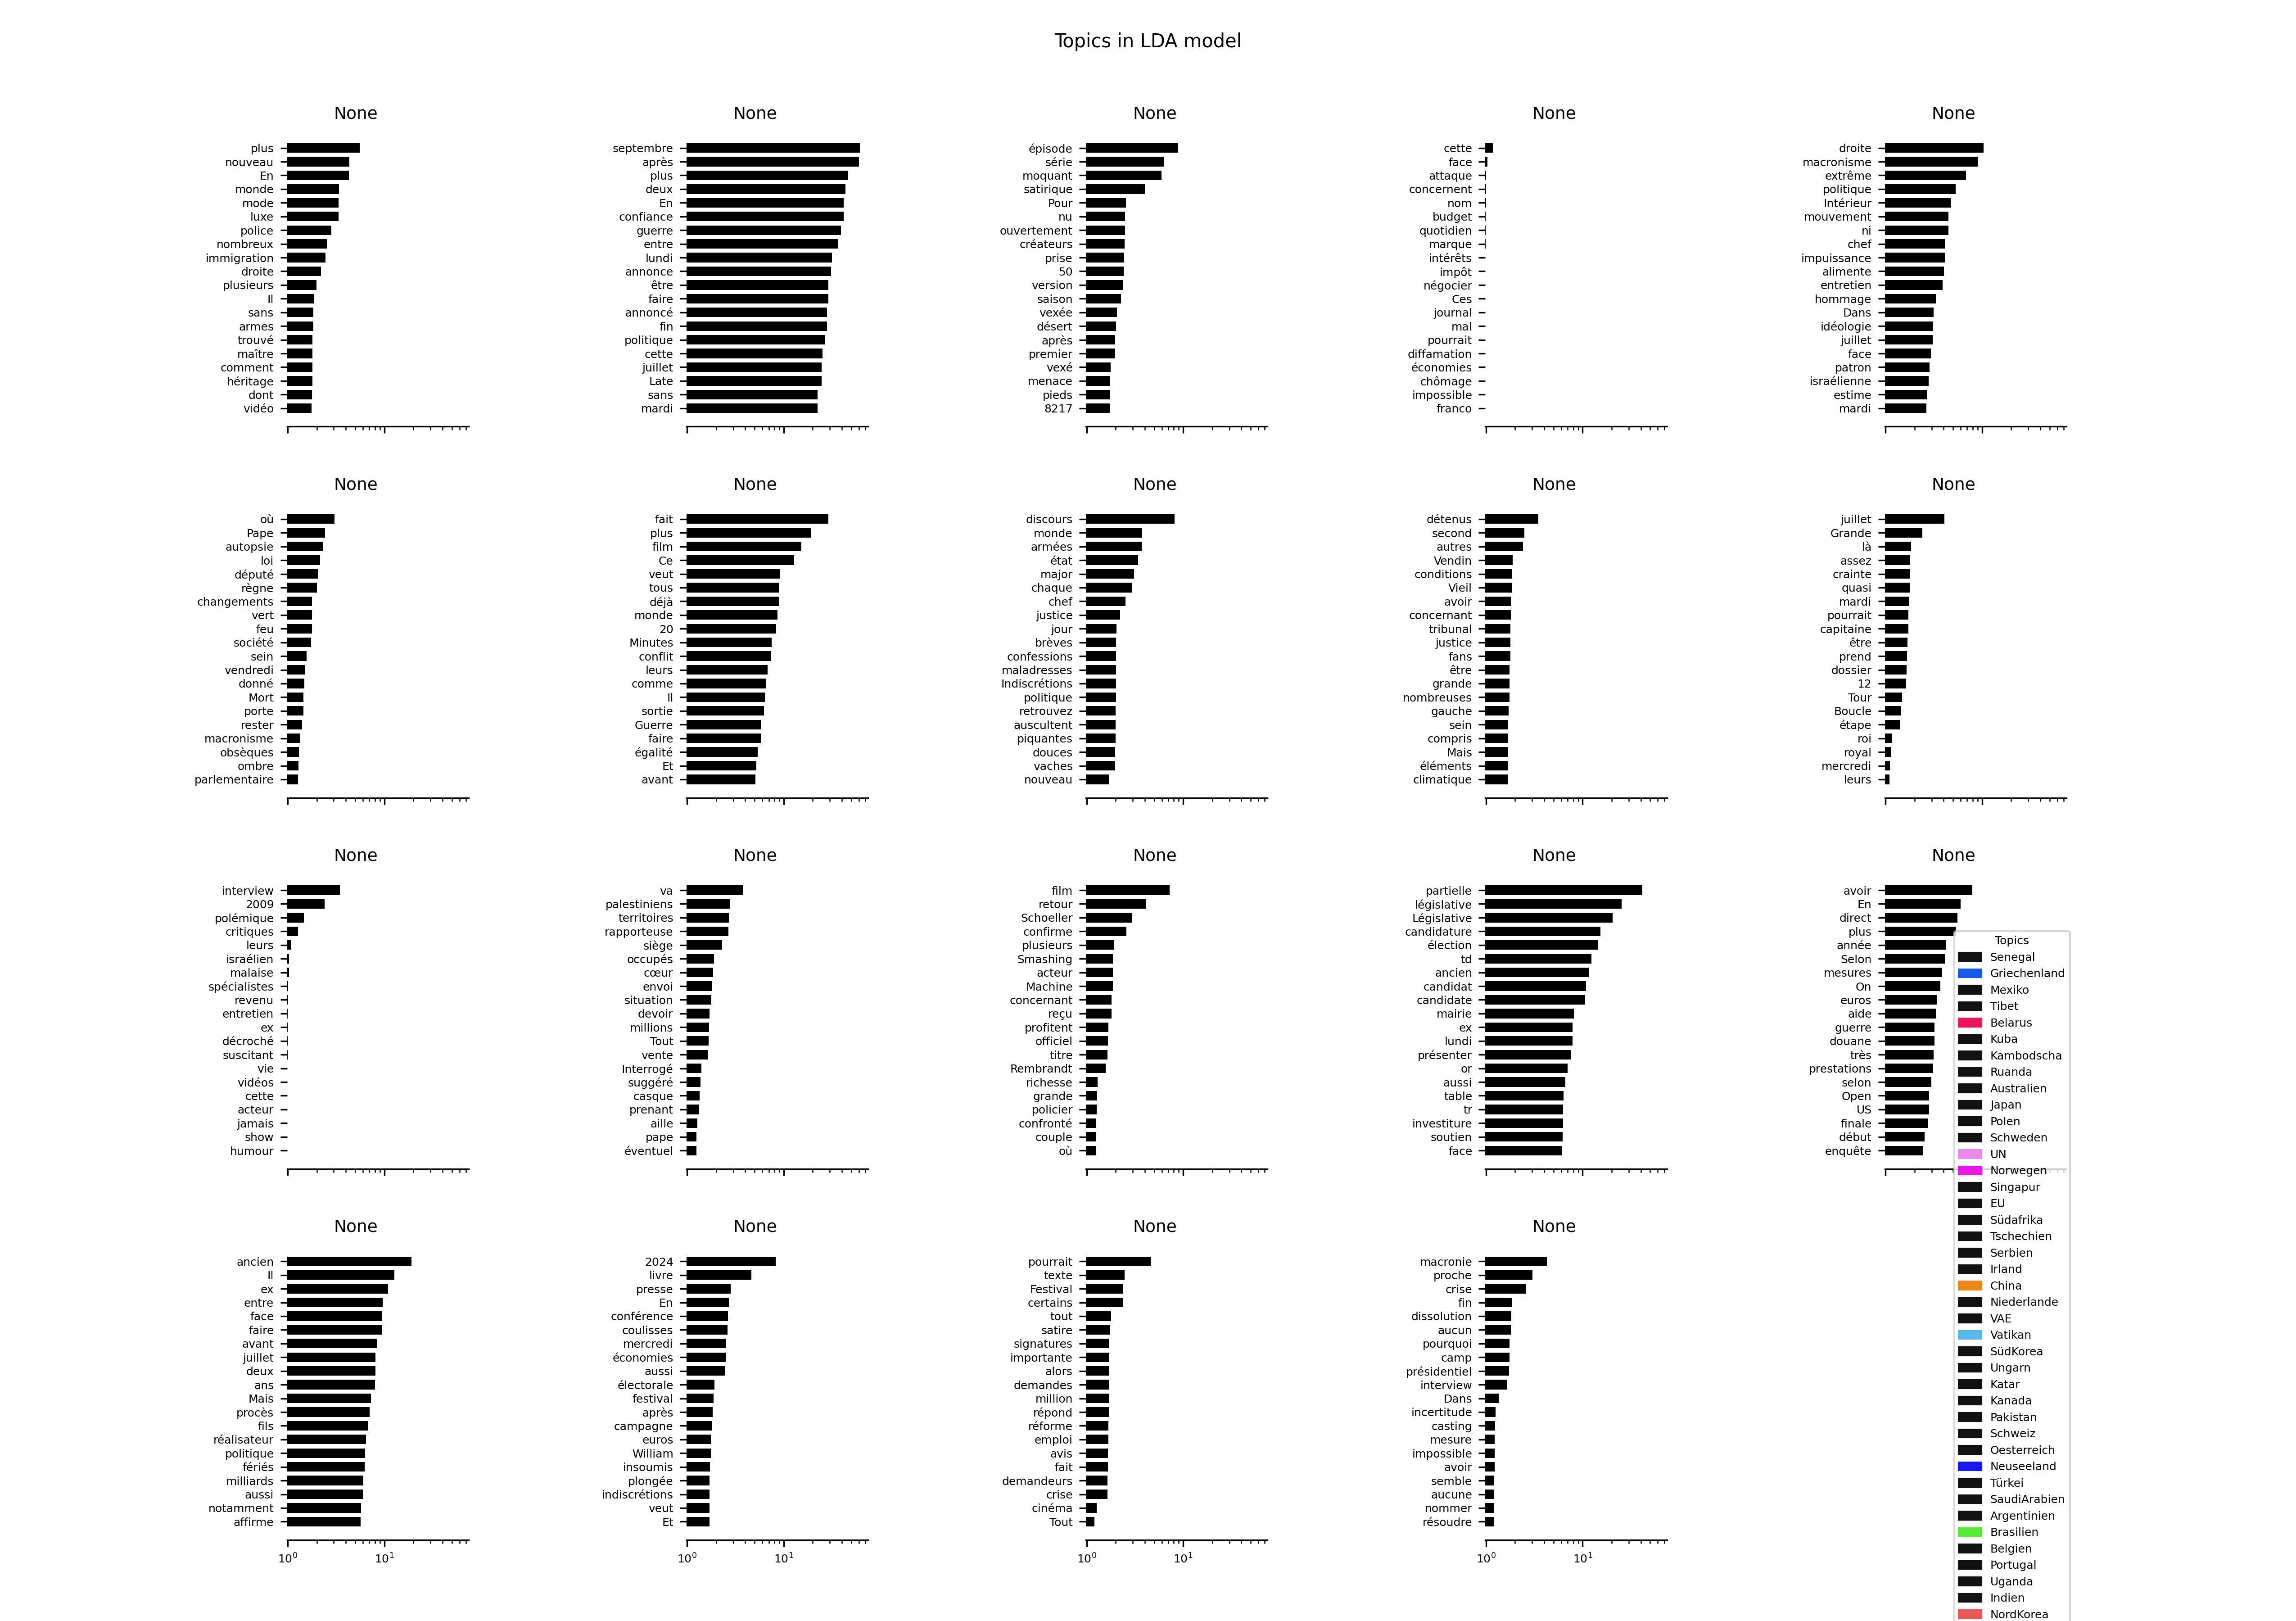 Topics in LDA model
None
plus
nouveau
En
monde
mode
luxe
police
nombreux
immigration
droite
plusieurs
Il
sans
armes
trouvé
maître
comment
héritage
dont
vidéo
None
septembre
après
plus
deux
En
confiance
guerre
entre
lundi
annonce
être
faire
annoncé
fin
politique
cette
juillet
Late
sans
mardi
None
épisode
série
moquant
satirique
Pour
nu
ouvertement
créateurs
prise
50
version
saison
vexée
désert
après
premier
vexé
menace
pieds
8217
None
cette
face
attaque
concernent
nom
budget
quotidien
marque
intérêts
impôt
négocier
Ces
journal
mal
pourrait
diffamation
économies
chômage
impossible
franco
None
droite
macronisme
extrême
politique
Intérieur
mouvement
ni
chef
impuissance
alimente
entretien
hommage
Dans
idéologie
juillet
face
patron
israélienne
estime
mardi
None
où
Pape
autopsie
loi
député
règne
changements
vert
feu
société
sein
vendredi
donné
Mort
porte
rester
macronisme
obsèques
ombre
parlementaire
None
fait
plus
film
Ce
veut
tous
déjà
monde
20
Minutes
conflit
leurs
comme
Il
sortie
Guerre
faire
égalité
Et
avant
None
discours
monde
armées
état
major
chaque
chef
justice
jour
brèves
confessions
maladresses
Indiscrétions
politique
retrouvez
auscultent
piquantes
douces
vaches
nouveau
None
détenus
second
autres
Vendin
conditions
Vieil
avoir
concernant
tribunal
justice
fans
être
grande
nombreuses
gauche
sein
compris
Mais
éléments
climatique
None
juillet
Grande
là
assez
crainte
quasi
mardi
pourrait
capitaine
être
prend
dossier
12
Tour
Boucle
étape
roi
royal
mercredi
leurs
None
interview
2009
polémique
critiques
leurs
israélien
malaise
spécialistes
revenu
entretien
ex
décroché
suscitant
vie
vidéos
cette
acteur
jamais
show
humour
None
va
palestiniens
territoires
rapporteuse
siège
occupés
cœur
envoi
situation
devoir
millions
Tout
vente
Interrogé
suggéré
casque
prenant
aille
pape
éventuel
None
film
retour
Schoeller
confirme
plusieurs
Smashing
acteur
Machine
concernant
reçu
profitent
officiel
titre
Rembrandt
richesse
grande
policier
confronté
couple
où
None
partielle
législative
Législative
candidature
élection
td
ancien
candidat
candidate
mairie
ex
lundi
présenter
or
aussi
table
tr
investiture
soutien
face
None
avoir
En
direct
plus
année
Selon
mesures
On
euros
aide
guerre
douane
très
prestations
selon
Open
US
finale
début
enquête
Topics
Senegal
Griechenland
Mexiko
Tibet
Belarus
Kuba
Kambodscha
Ruanda
Australien
Japan
Polen
Schweden
UN
Norwegen
Singapur
EU
Südafrika
Tschechien
Serbien
Irland
China
Niederlande
VAE
Vatikan
SüdKorea
Ungarn
Katar
Kanada
Pakistan
Schweiz
Oesterreich
Neuseeland
Türkei
SaudiArabien
Argentinien
Brasilien
Belgien
Portugal
Uganda
Indien
NordKorea
None
ancien
Il
ex
entre
face
faire
avant
juillet
deux
ans
Mais
procès
fils
réalisateur
politique
fériés
milliards
aussi
notamment
affirme
10⁰ 10¹
None
2024
livre
presse
En
conférence
coulisses
mercredi
économies
aussi
électorale
festival
après
campagne
euros
William
insoumis
plongée
indiscrétions
veut
Et
10⁰ 10¹
None
pourrait
texte
Festival
certains
tout
satire
signatures
importante
alors
demandes
million
répond
réforme
emploi
avis
fait
demandeurs
crise
cinéma
Tout
10⁰ 10¹
None
macronie
proche
crise
fin
dissolution
aucun
pourquoi
camp
présidentiel
interview
Dans
incertitude
casting
mesure
impossible
avoir
semble
aucune
nommer
résoudre
10⁰ 10¹